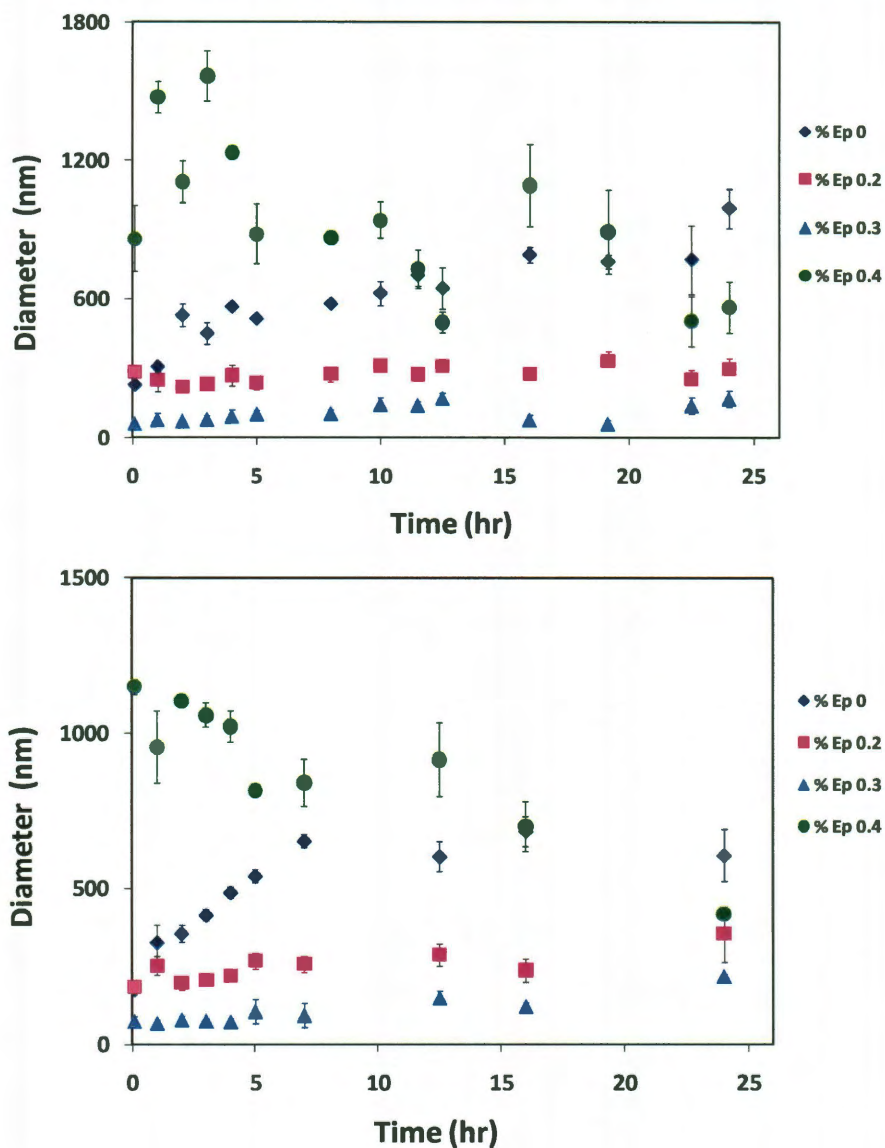 1800
1200
600
0
Diameter (nm)
0 5 10 15 20 25
Time (hr)
% Ep 0
% Ep 0.2
% Ep 0.3
% Ep 0.4
1500
1000
500
0
Diameter (nm)
0 5 10 15 20 25
Time (hr)
% Ep 0
% Ep 0.2
% Ep 0.3
% Ep 0.4